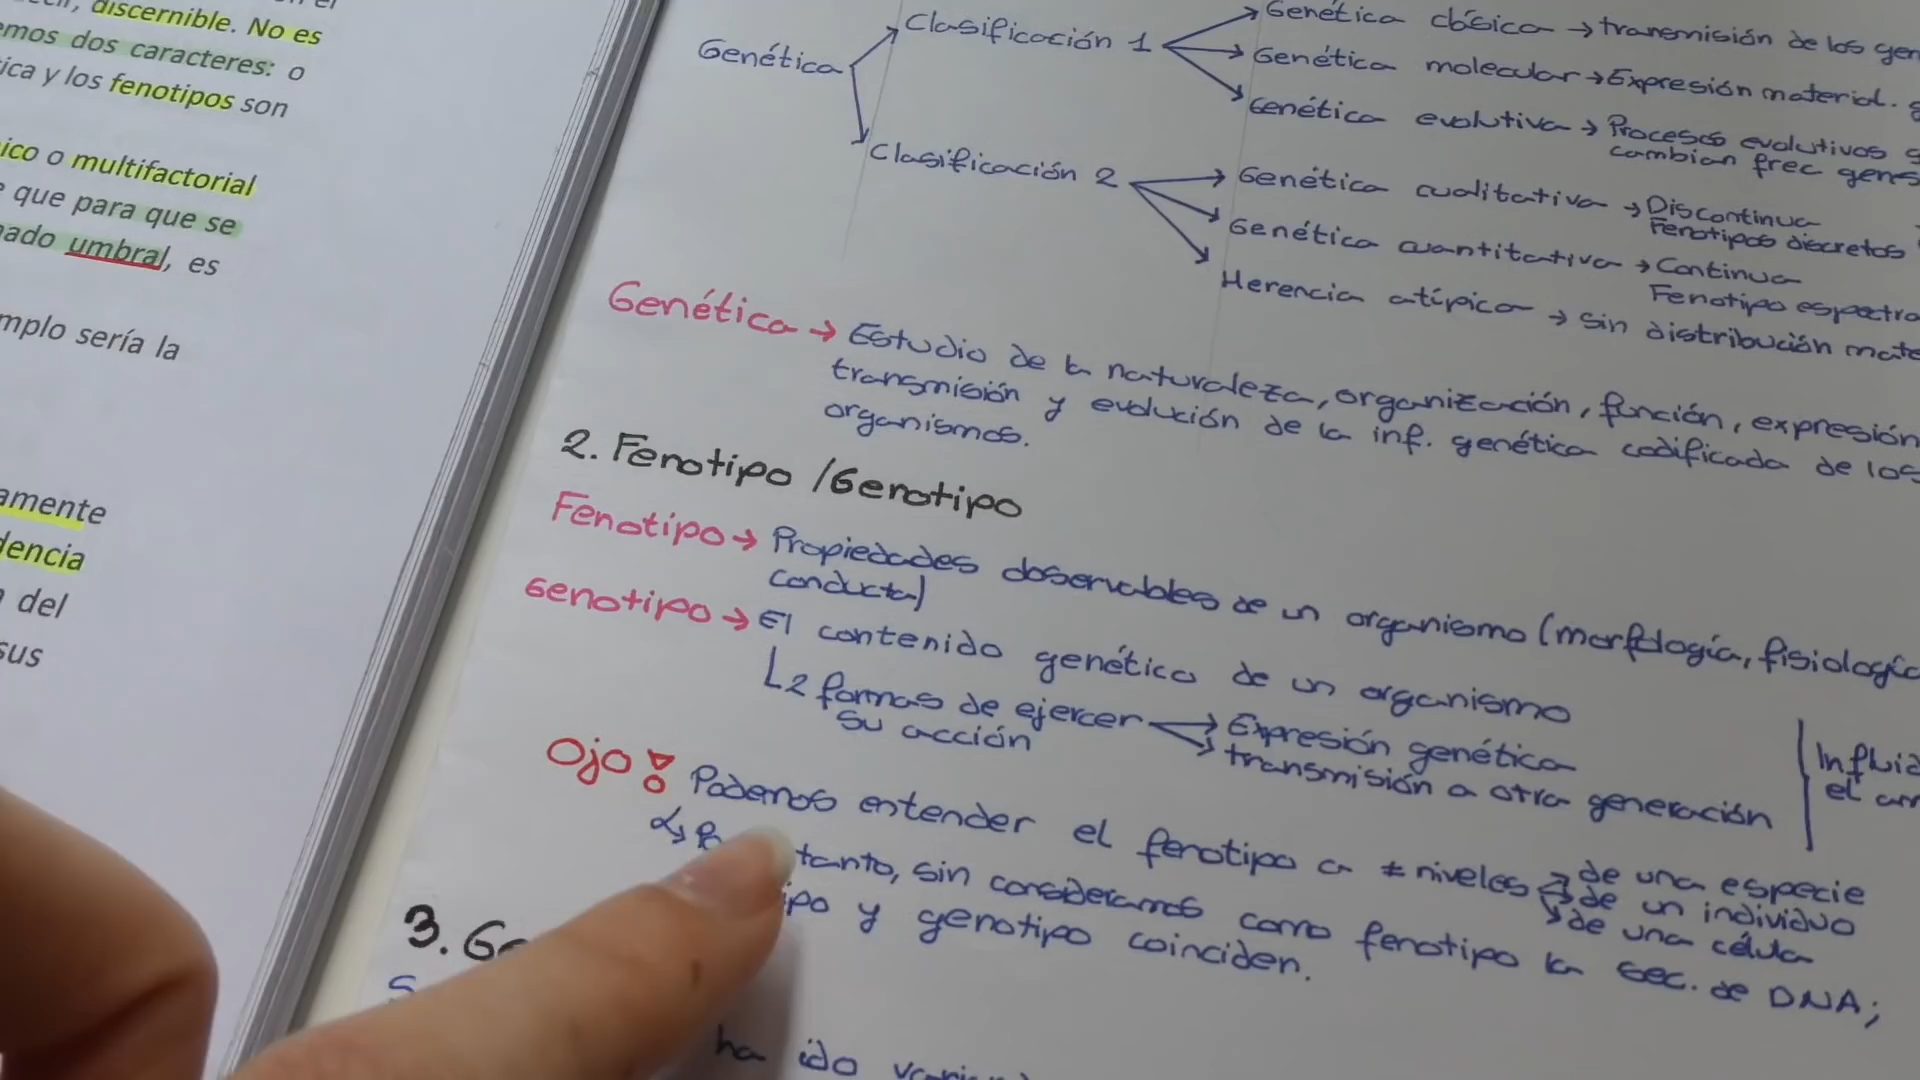 discernible. No es
emos dos caracteres: o
ica y los fenotipos son
ico o multifactorial
que para que se
ado umbral, es
mplo sería la
amente
dencia
del
sus
Genética
Clasificación 1
Genética clásica → transmisión de los gen
Genética molecular → Expresión material. g
Genética evolutiva → Procesos evolutivos
cambian frec genes
Clasificación 2
Genética cualitativa → Discontinua
Fenotipos discretos
Genética cuantitativa → Continua
Fenotipo espectro
Herencia atípica → sin distribución mate
Genética → Estudio de la naturaleza, organización, función, expresión
transmisión y evolución de la inf. genética codificada de los
organismos.
2. Fenotipo / Genotipo
Fenotipo → Propiedades observables de un organismo (morfología, fisiología
conducta)
Genotipo → El contenido genético de un organismo
2 formas de ejercer
su acción
Expresión genética
transmisión a otra generación
Influid
el am
Ojo! Podemos entender el fenotipo a ≠ niveles
de una especie
de un individuo
de una célula
tanto, sin consideramos como fenotipo la sec. de DNA;
ipo y genotipo coinciden.
3. Ge
ha ido